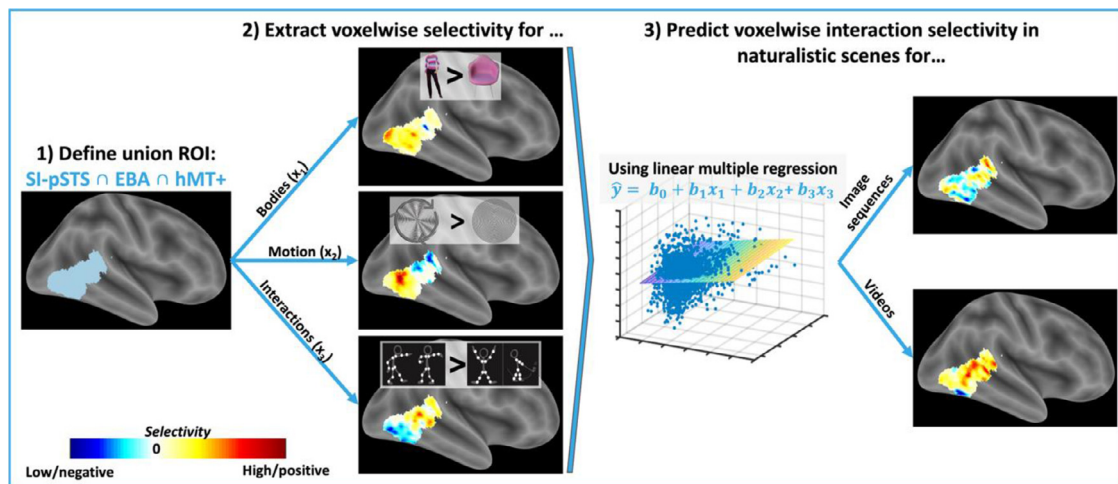 2) Extract voxelwise selectivity for ...
3) Predict voxelwise interaction selectivity in
naturalistic scenes for...
>
1) Define union ROI:
SI-pSTS ∩ EBA ∩ hMT+
Bodies (x₁)
Motion (x₂)
>
Interactions (x₃)
>
Selectivity
0
Low/negative
High/positive
Using linear multiple regression
ŷ = b₀ + b₁x₁ + b₂x₂+ b₃x₃
Image
sequences
Videos